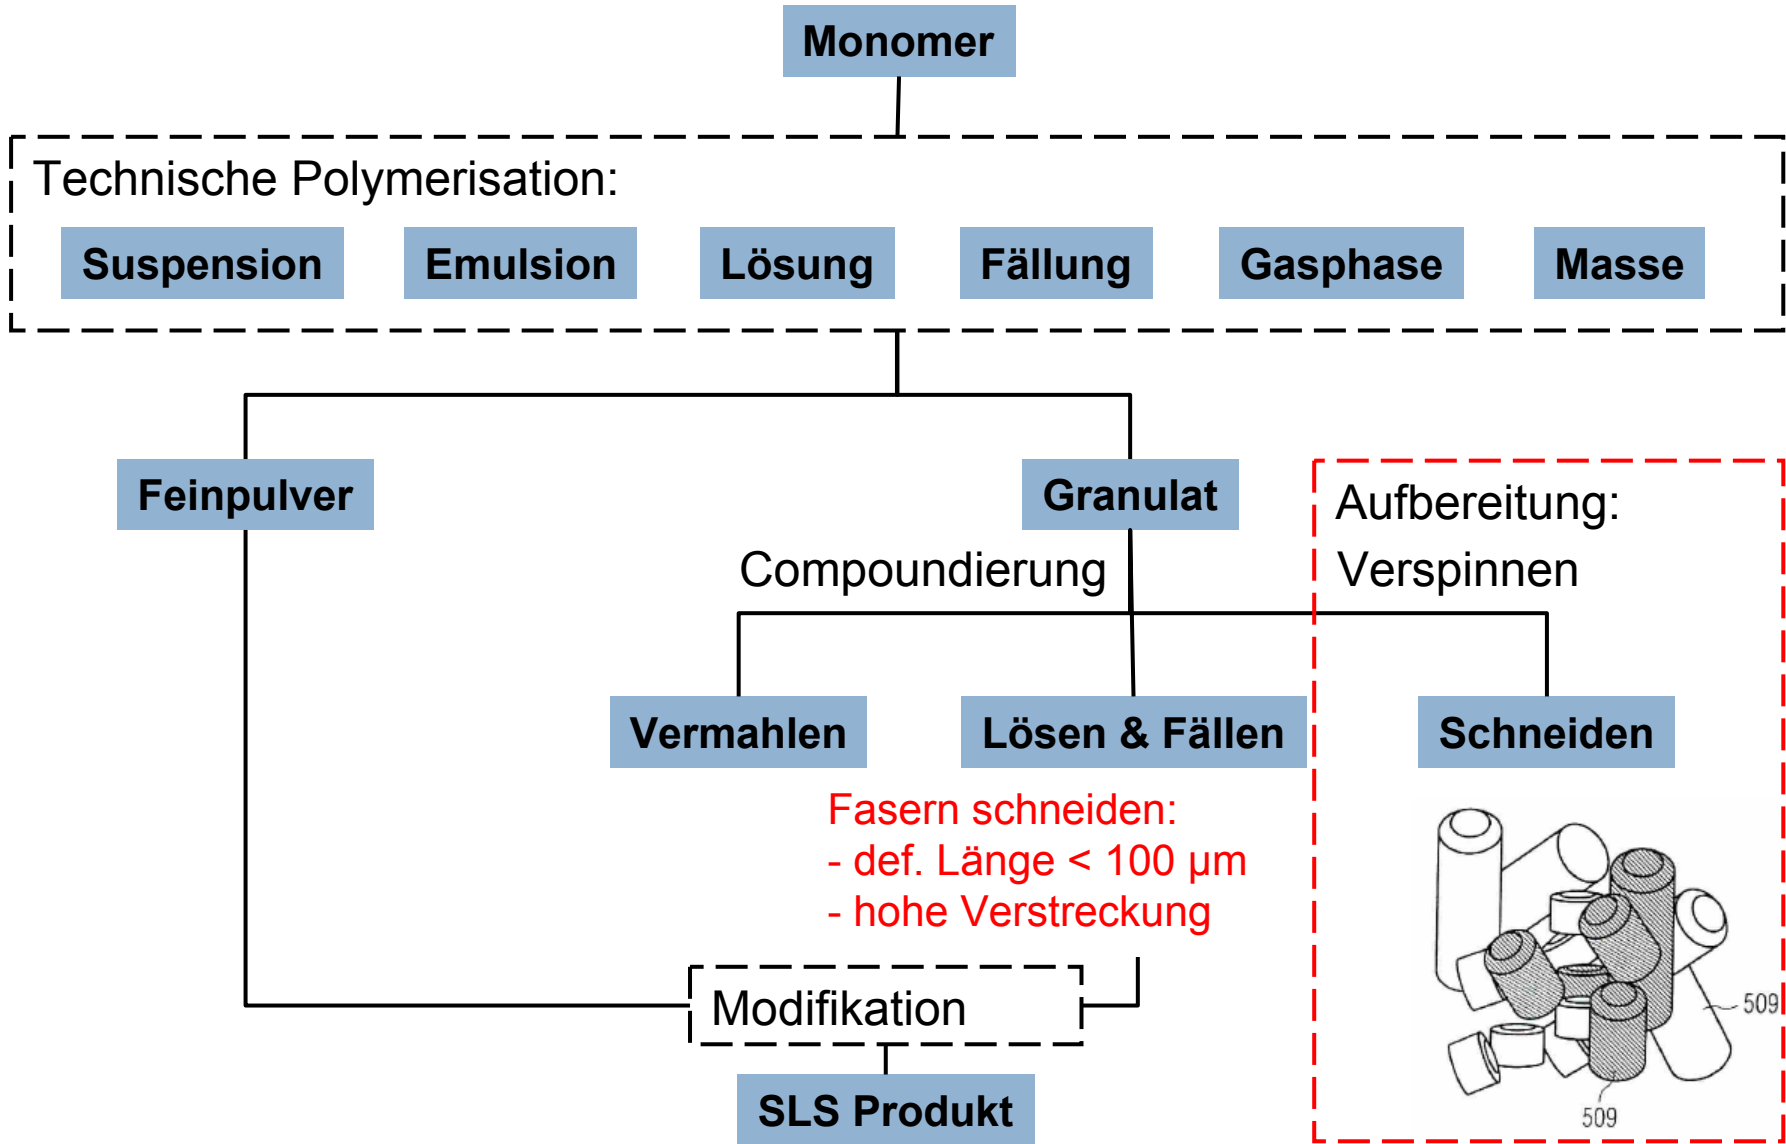 Monomer
Technische Polymerisation:
Suspension
Emulsion
Lösung
Fällung
Gasphase
Masse
Feinpulver
Granulat
Aufbereitung:
Compoundierung
Verspinnen
Vermahlen
Lösen & Fällen
Schneiden
Fasern schneiden:
- def. Länge < 100 µm
- hohe Verstreckung
Modifikation
509
SLS Produkt
509